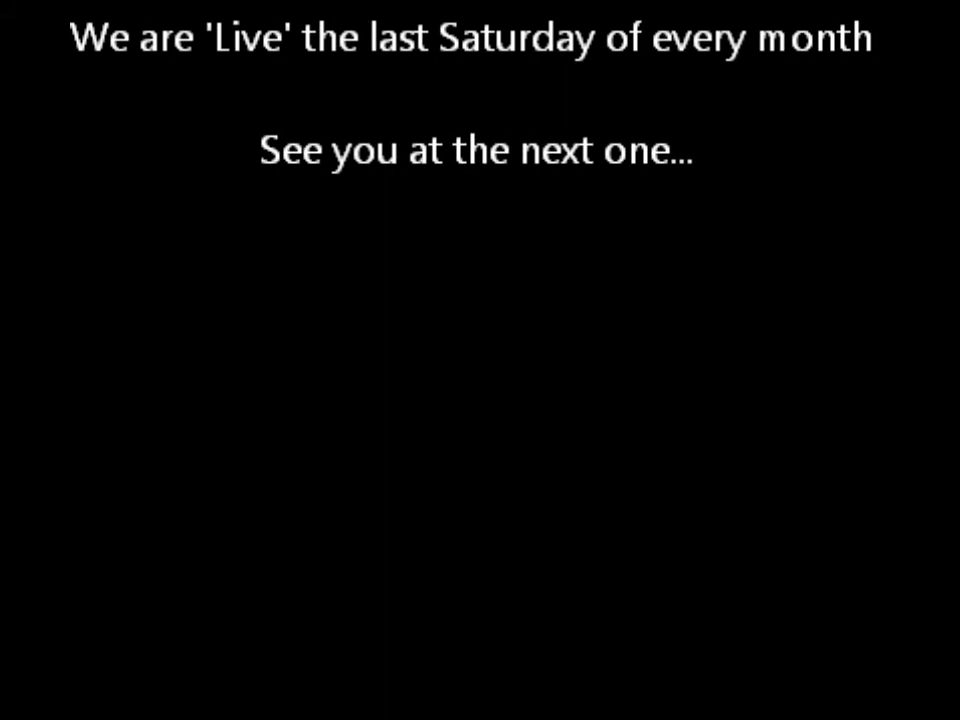 We are 'Live' the last Saturday of every month
See you at the next one...